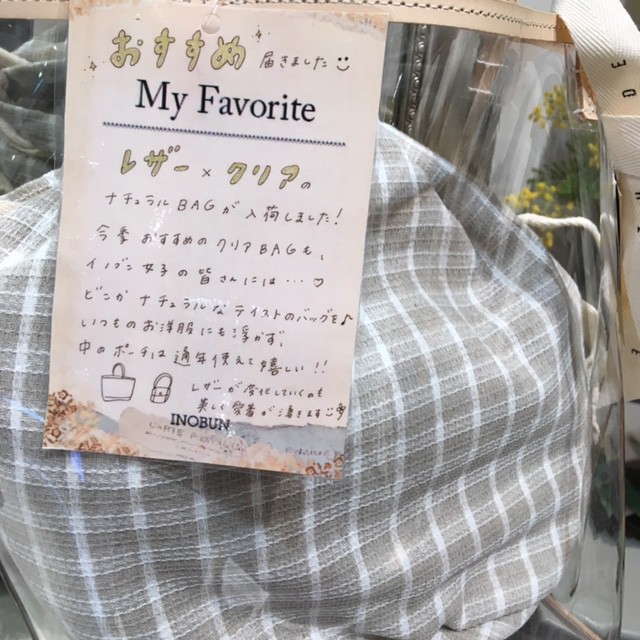 おすすめ 届きました
My Favorite
レザー × クリアの
ナチュラルBAGが入荷しました!
今季おすすめのクリアBAGも、
イノブン女子の皆さんには…♡
どこかナチュラルなテイストのバッグを♪
いつものお洋服にも浮かず
中のポーチは通年使えて嬉しい!!
レザーが変化していくのも
美しく愛着が湧きます
INOBUN